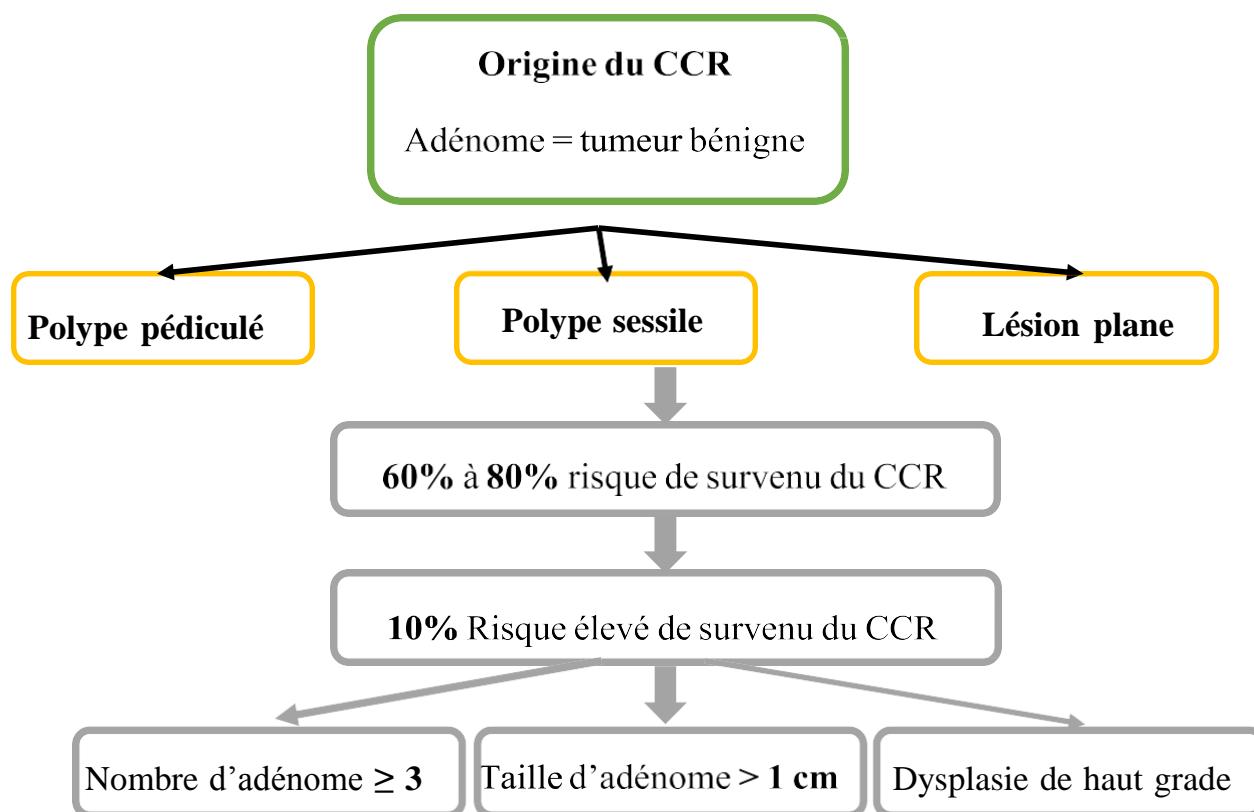 Origine du CCR
Adénome = tumeur bénigne
Polype pédiculé
Polype sessile
Lésion plane
60% à 80% risque de survenu du CCR
10% Risque élevé de survenu du CCR
Nombre d’adénome ≥ 3
Taille d’adénome > 1 cm
Dysplasie de haut grade